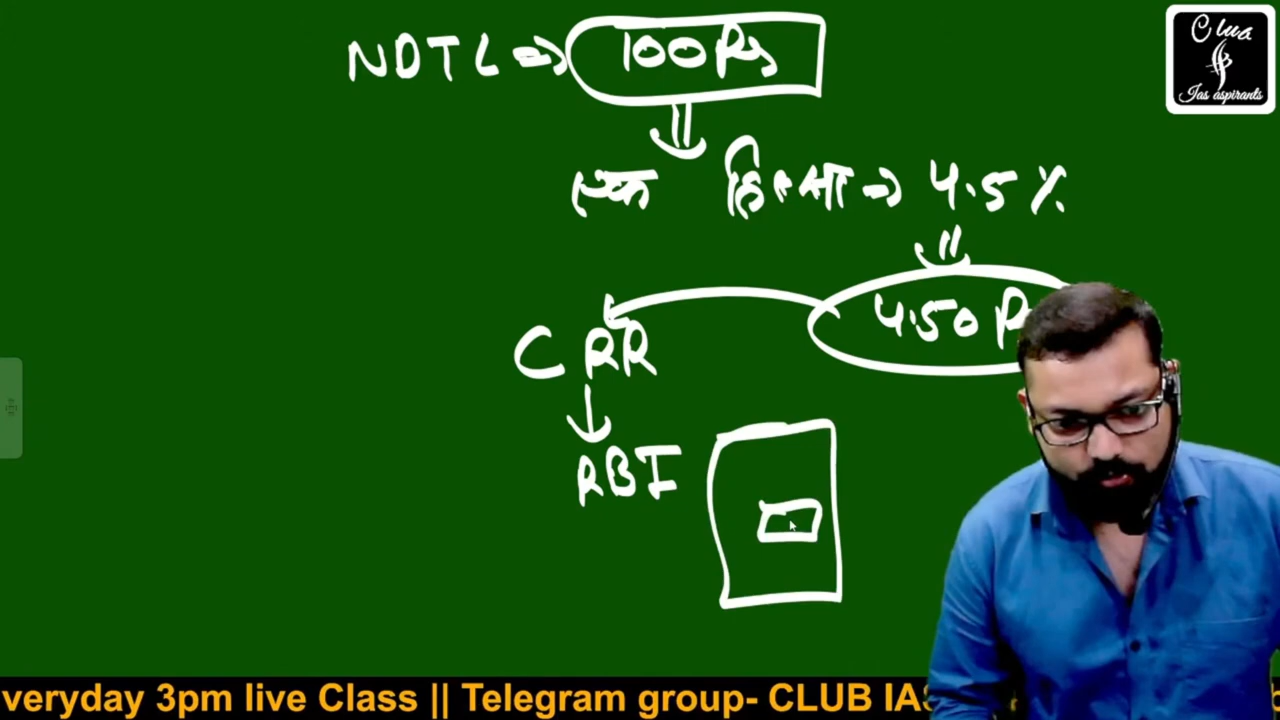 NDTL ⇒ 100 Rs
एक हिस्सा ⇒ 4.5 %
4.50
CRR
RBI
Club
Ias aspirants
veryday 3pm live Class || Telegram group- CLUB IAS